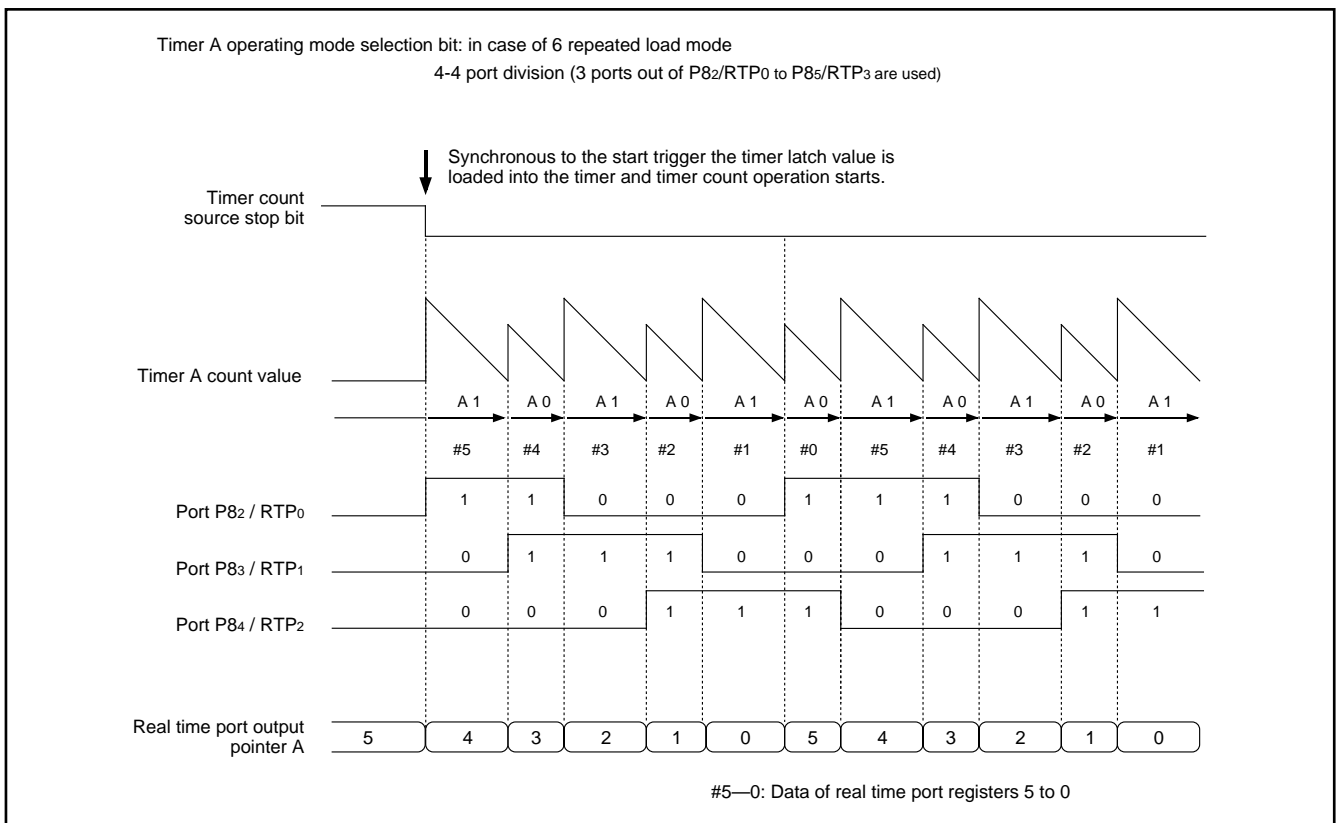 Timer A operating mode selection bit: in case of 6 repeated load mode
4-4 port division (3 ports out of P82/RTP0 to P85/RTP3 are used)
Synchronous to the start trigger the timer latch value is
loaded into the timer and timer count operation starts.
Timer count
source stop bit
Timer A count value
A 1 A 0 A 1 A 0 A 1 A 0 A 1 A 0 A 1 A 0 A 1
#5 #4 #3 #2 #1 #0 #5 #4 #3 #2 #1
Port P82 / RTP0 1 1 0 0 0 1 1 1 0 0 0
Port P83 / RTP1 0 1 1 1 0 0 0 1 1 1 0
Port P84 / RTP2 0 0 0 1 1 1 0 0 0 1 1
Real time port output
pointer A
5 4 3 2 1 0 5 4 3 2 1 0
#5—0: Data of real time port registers 5 to 0